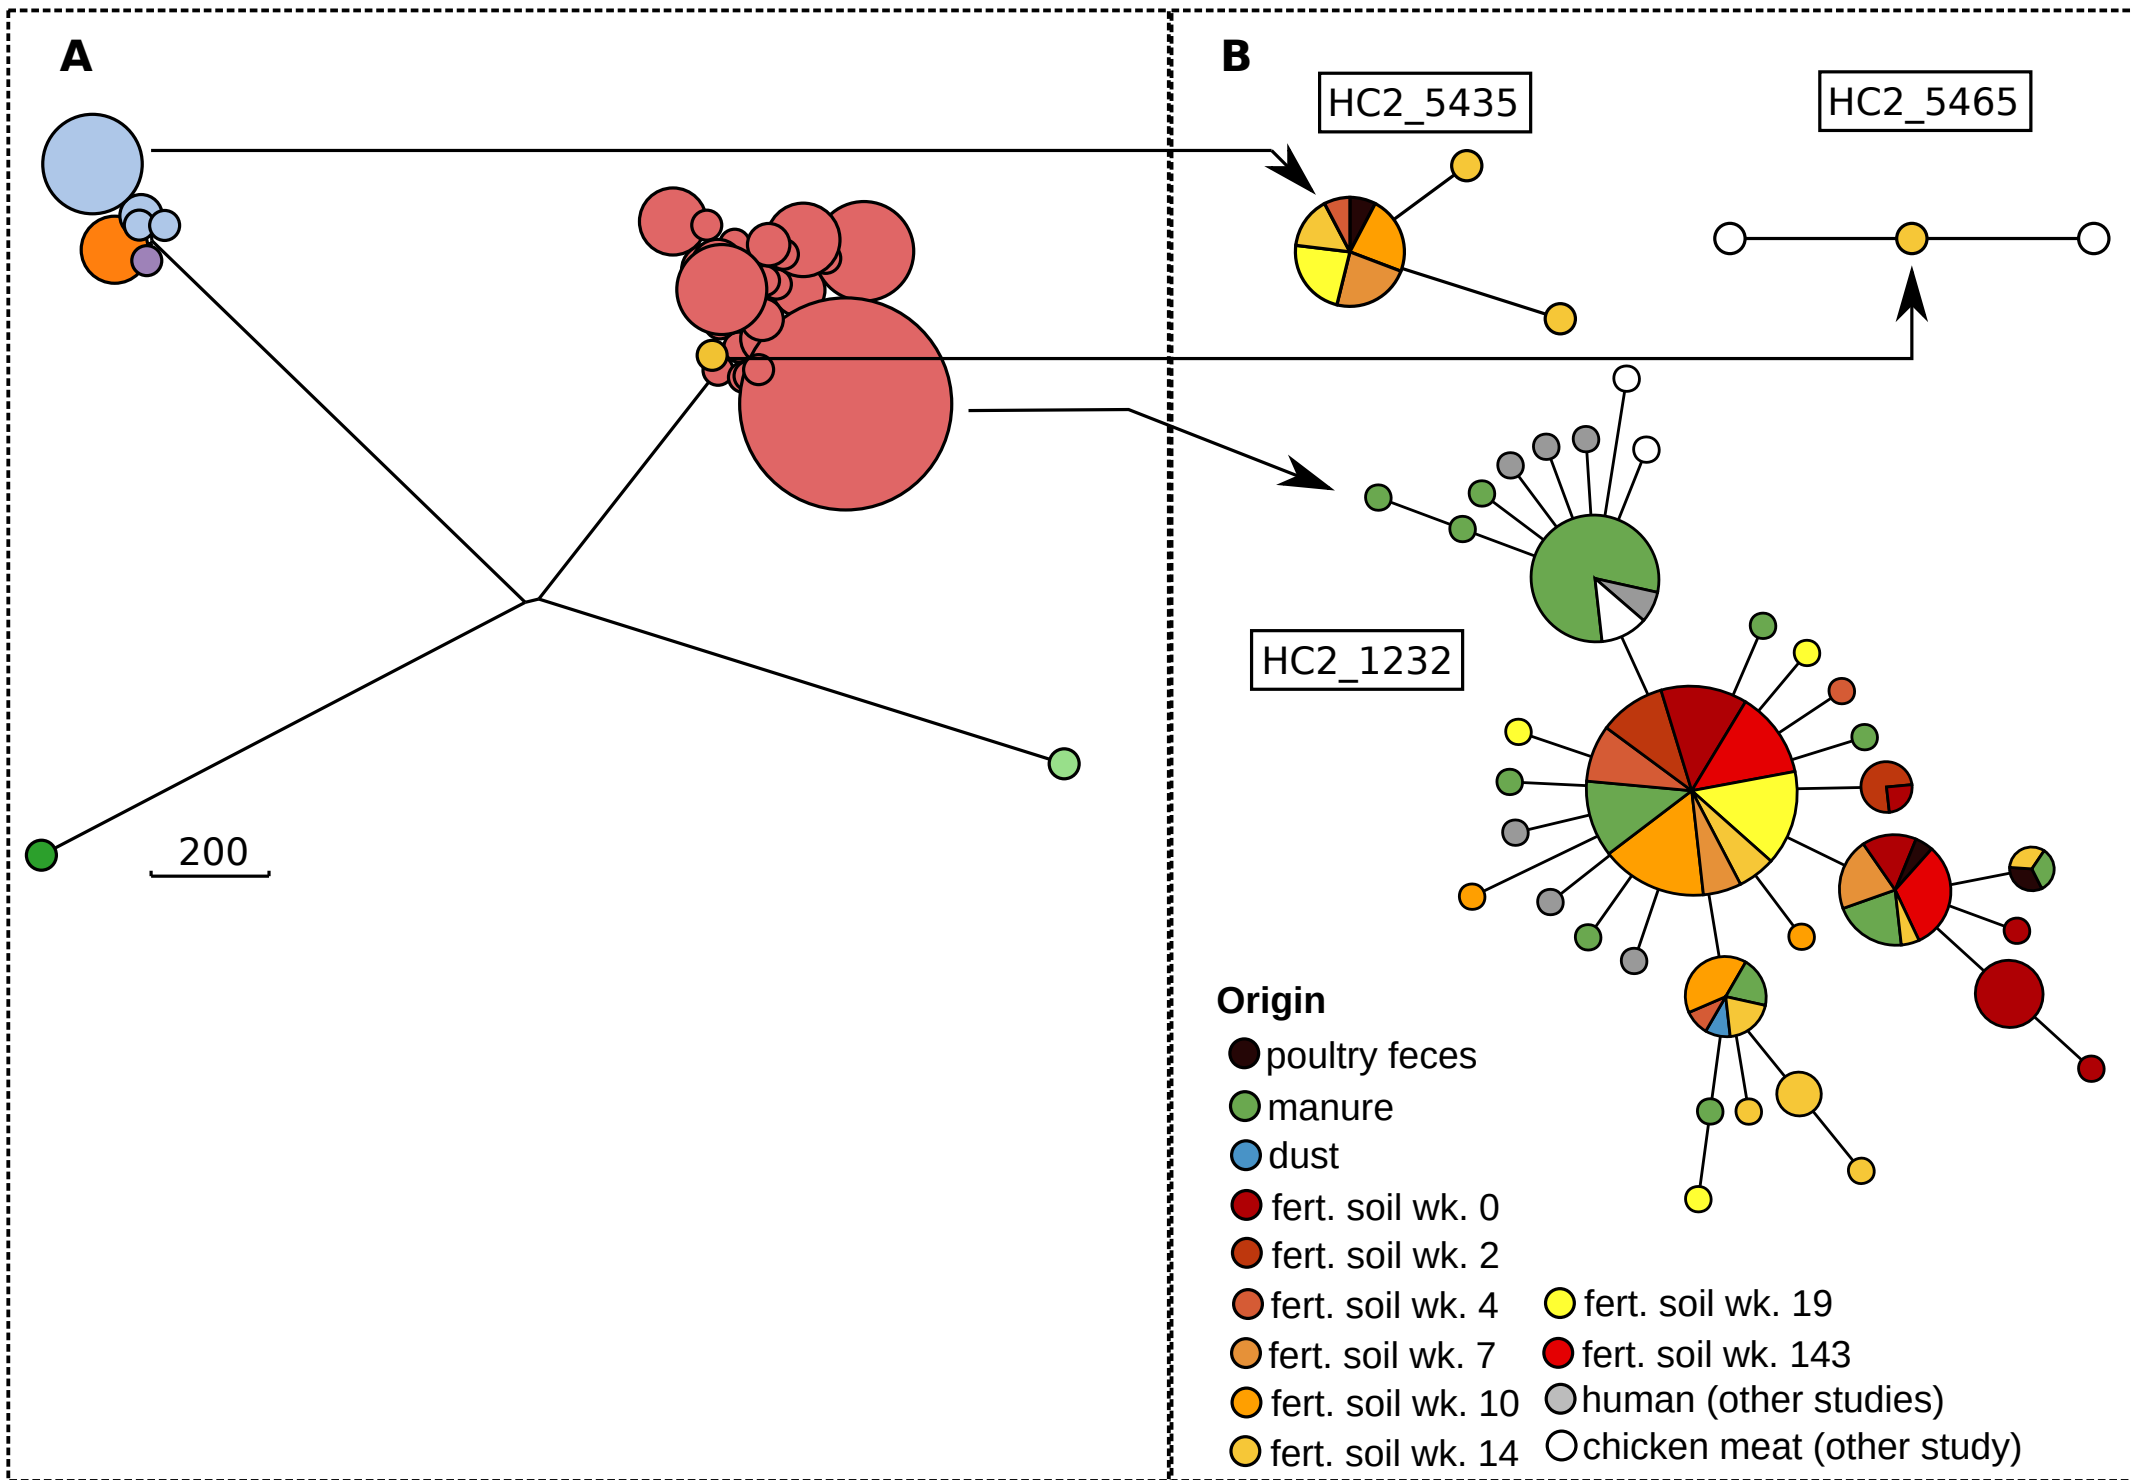 A
B
HC2_5435
HC2_5465
HC2_1232
200
Origin
poultry feces
manure
dust
fert. soil wk. 0
fert. soil wk. 2
fert. soil wk. 4
fert. soil wk. 7
fert. soil wk. 10
fert. soil wk. 14
fert. soil wk. 19
fert. soil wk. 143
human (other studies)
chicken meat (other study)